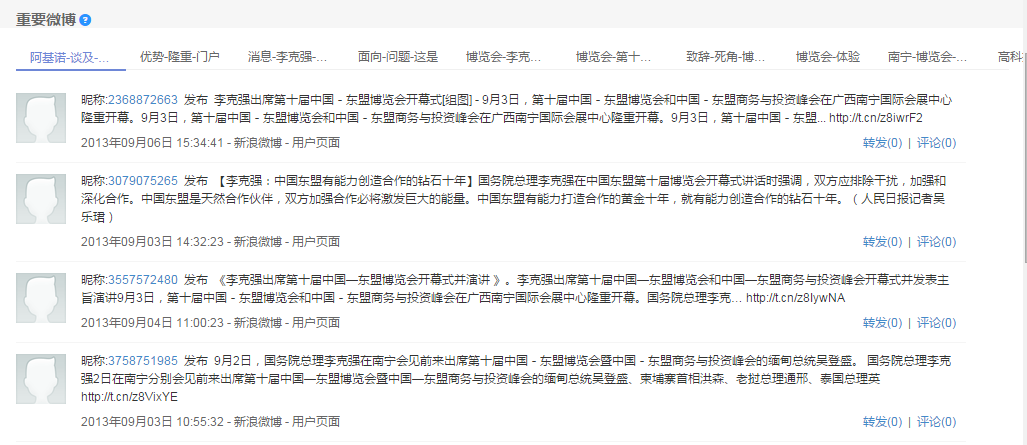 重要微博 ?
阿基诺-谈及-... 优势-隆重-门户 消息-李克强-... 面向-问题-这是 博览会-李克... 博览会-第十... 致辞-死角-博... 博览会-体验 南宁-博览会-... 高科
昵称:2368872663 发布 李克强出席第十届中国－东盟博览会开幕式[组图] - 9月3日，第十届中国－东盟博览会和中国－东盟商务与投资峰会在广西南宁国际会展中心
隆重开幕。9月3日，第十届中国－东盟博览会和中国－东盟商务与投资峰会在广西南宁国际会展中心隆重开幕。9月3日，第十届中国－东盟... http://t.cn/z8iwrF2
2013年09月06日 15:34:41 - 新浪微博 - 用户页面 转发(0) | 评论(0)
昵称:3079075265 发布 【李克强：中国东盟有能力创造合作的钻石十年】国务院总理李克强在中国东盟第十届博览会开幕式讲话时强调，双方应排除干扰，加强和
深化合作。中国东盟是天然合作伙伴，双方加强合作必将激发巨大的能量。中国东盟有能力打造合作的黄金十年，就有能力创造合作的钻石十年。（人民日报记者吴
乐珺）
2013年09月03日 14:32:23 - 新浪微博 - 用户页面 转发(0) | 评论(0)
昵称:3557572480 发布 《李克强出席第十届中国—东盟博览会开幕式并演讲 》。李克强出席第十届中国—东盟博览会和中国—东盟商务与投资峰会开幕式并发表主
旨演讲9月3日，第十届中国－东盟博览会和中国－东盟商务与投资峰会在广西南宁国际会展中心隆重开幕。国务院总理李克... http://t.cn/z8IywNA
2013年09月04日 11:00:23 - 新浪微博 - 用户页面 转发(0) | 评论(0)
昵称:3758751985 发布 9月2日，国务院总理李克强在南宁会见前来出席第十届中国－东盟博览会暨中国－东盟商务与投资峰会的缅甸总统吴登盛。 国务院总理李克
强2日在南宁分别会见前来出席第十届中国—东盟博览会暨中国—东盟商务与投资峰会的缅甸总统吴登盛、柬埔寨首相洪森、老挝总理通邢、泰国总理英
http://t.cn/z8VixYE
2013年09月03日 10:55:32 - 新浪微博 - 用户页面 转发(0) | 评论(0)